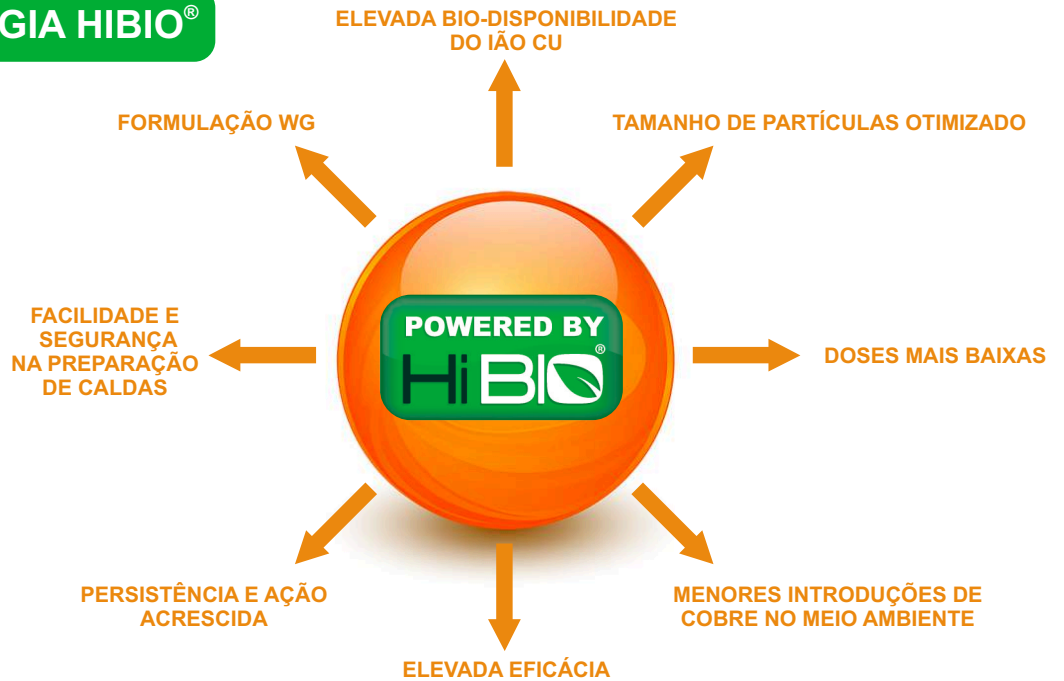 GIA HIBIO®
ELEVADA BIO-DISPONIBILIDADE
DO IÃO CU
FORMULAÇÃO WG
TAMANHO DE PARTÍCULAS OTIMIZADO
FACILIDADE E
SEGURANÇA
NA PREPARAÇÃO
DE CALDAS
POWERED BY
HiBIO®
DOSES MAIS BAIXAS
PERSISTÊNCIA E AÇÃO
ACRESCIDA
MENORES INTRODUÇÕES DE
COBRE NO MEIO AMBIENTE
ELEVADA EFICÁCIA